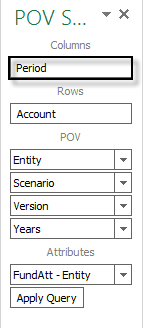 POV S...
Columns
Period
Rows
Account
POV
Entity
Scenario
Version
Years
Attributes
FundAtt - Entity
Apply Query